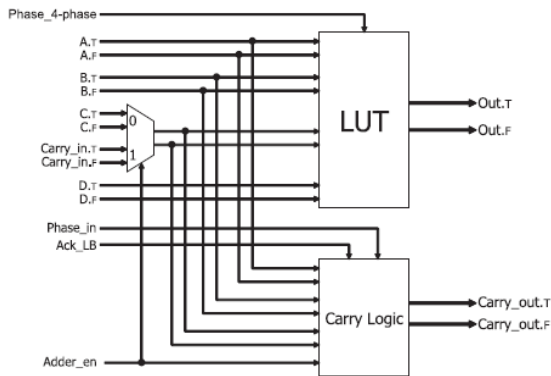 Phase_4-phase
A.T
A.F
B.T
B.F
C.T
C.F
0
Carry_in.T
Carry_in.F
1
D.T
D.F
LUT
Out.T
Out.F
Phase_in
Ack_LB
Carry Logic
Carry_out.T
Carry_out.F
Adder_en